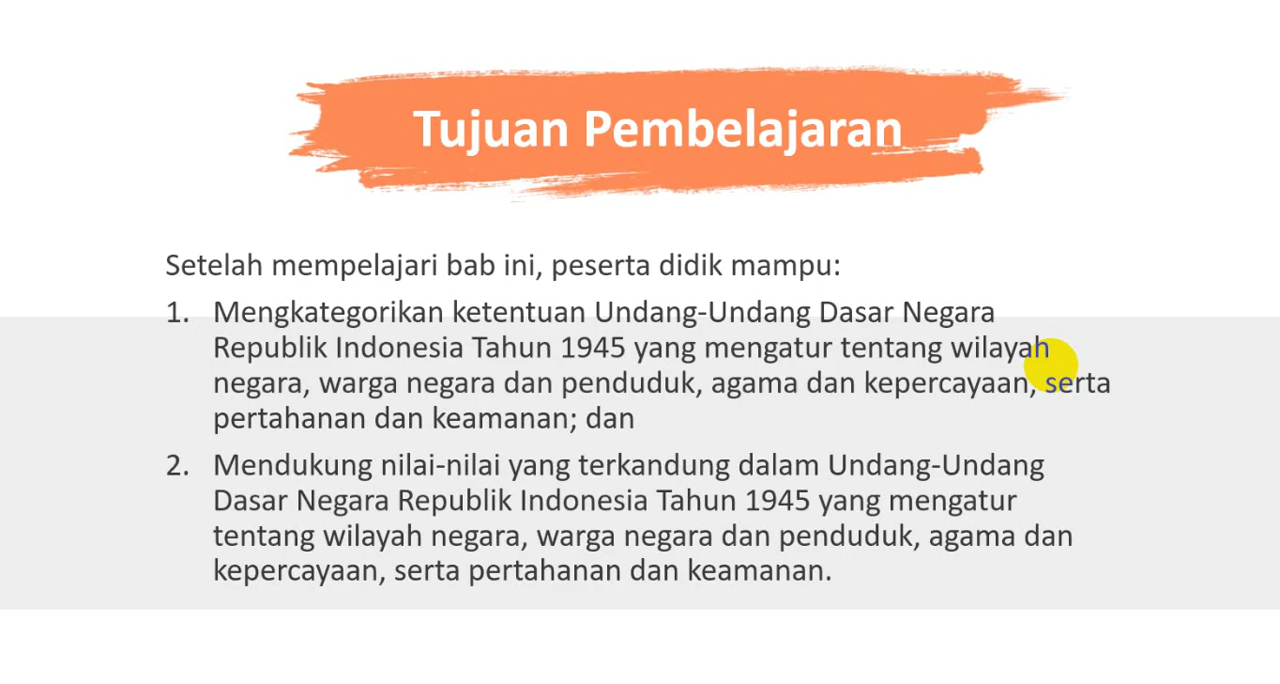 Tujuan Pembelajaran
Setelah mempelajari bab ini, peserta didik mampu:
1. Mengkategorikan ketentuan Undang-Undang Dasar Negara
Republik Indonesia Tahun 1945 yang mengatur tentang wilayah
negara, warga negara dan penduduk, agama dan kepercayaan, serta
pertahanan dan keamanan; dan
2. Mendukung nilai-nilai yang terkandung dalam Undang-Undang
Dasar Negara Republik Indonesia Tahun 1945 yang mengatur
tentang wilayah negara, warga negara dan penduduk, agama dan
kepercayaan, serta pertahanan dan keamanan.